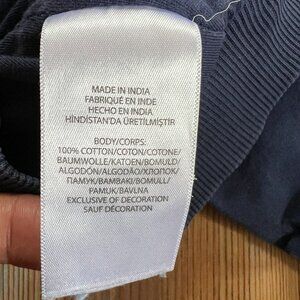 MADE IN INDIA
FABRIQUÉ EN INDE
HECHO EN INDIA
HİNDİSTAN'DA ÜRETİLMİŞTİR
BODY/CORPS:
100% COTTON/COTON/COTONE/
BAUMWOLLE/KATOEN/BOMULD/
ALGODÓN/ALGODÃO/ХЛОПОК/
ПАМУК/BAMBAKI/BOMULL/
PAMUK/BAVLNA
EXCLUSIVE OF DECORATION
SAUF DÉCORATION